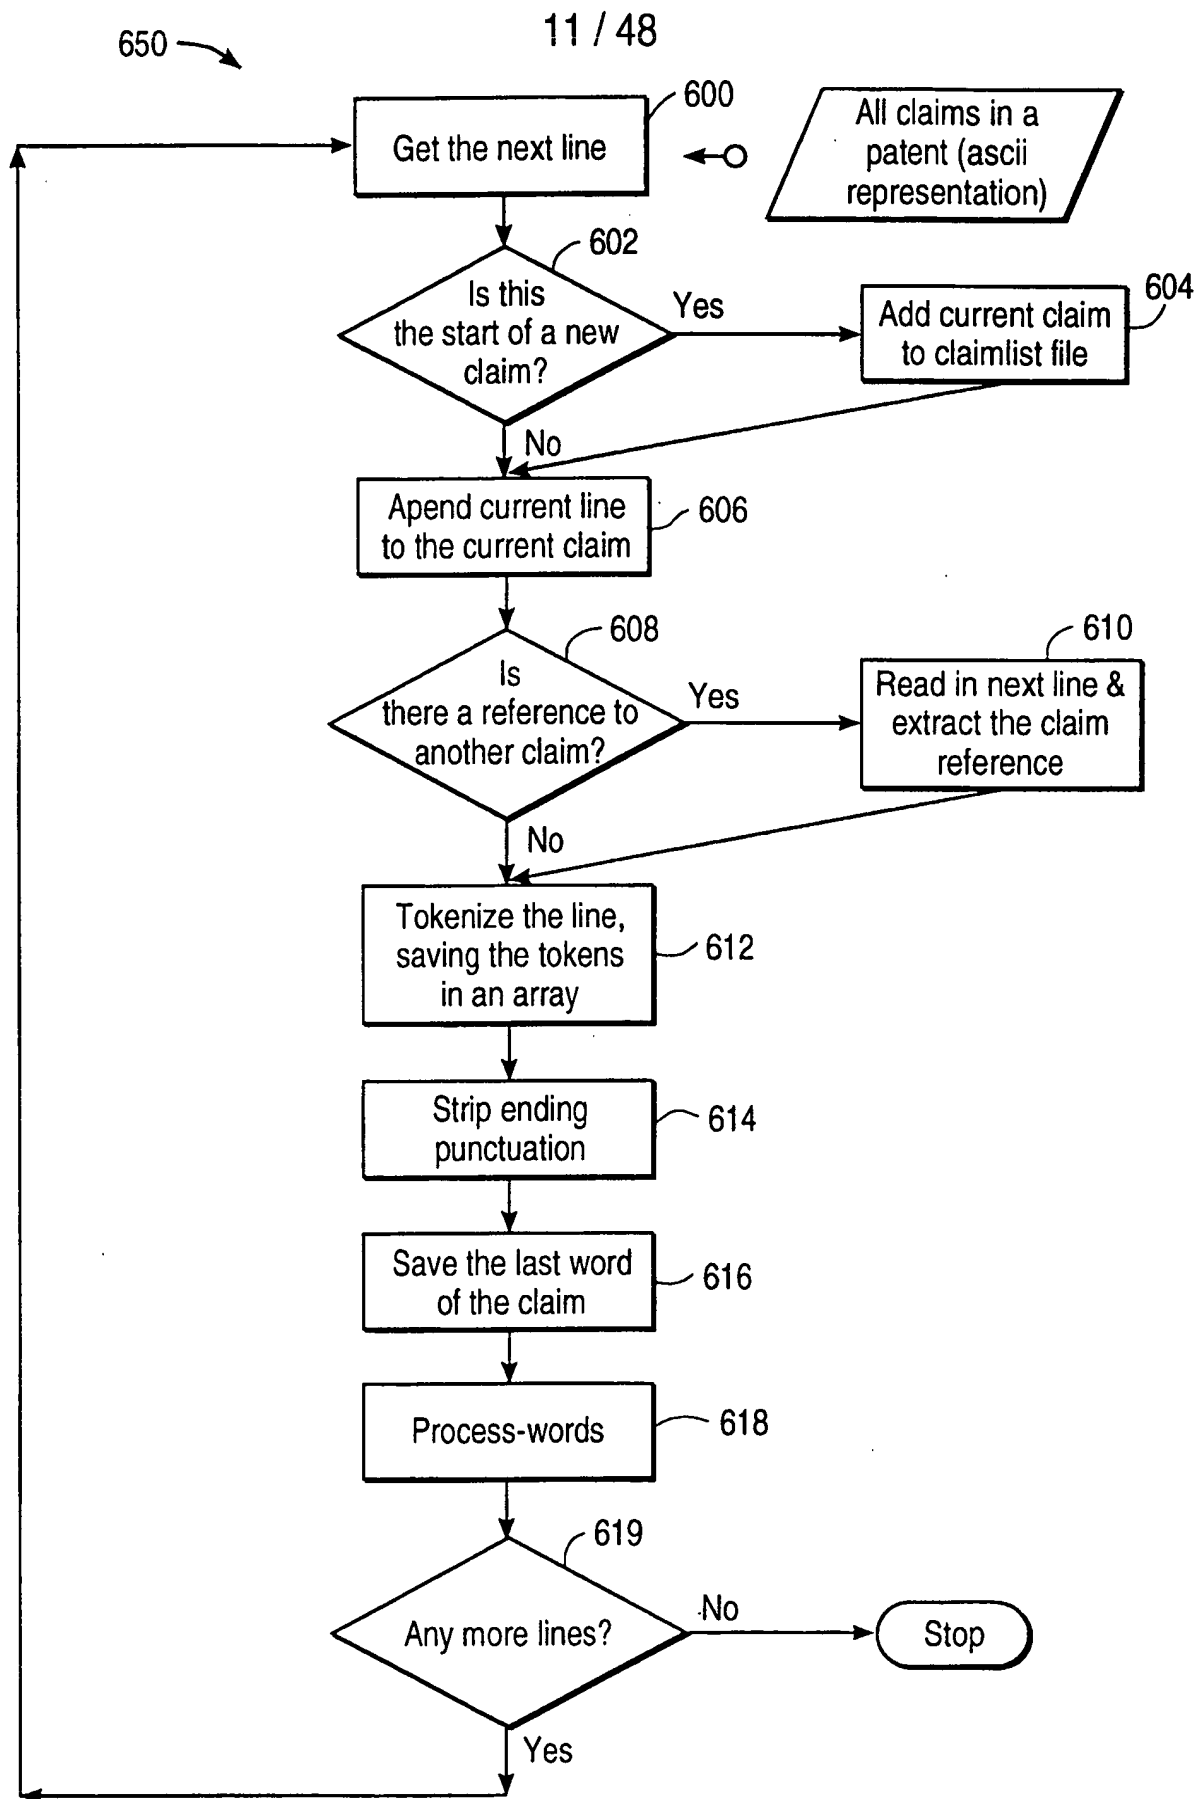 11 / 48
650
600
Get the next line
All claims in a
patent (ascii
representation)
602
Is this
the start of a new
claim?
Yes
604
Add current claim
to claimlist file
No
Apend current line
to the current claim
606
608
Is
there a reference to
another claim?
Yes
610
Read in next line &
extract the claim
reference
No
Tokenize the line,
saving the tokens
in an array
612
Strip ending
punctuation
614
Save the last word
of the claim
616
Process-words
618
619
Any more lines?
No
Stop
Yes